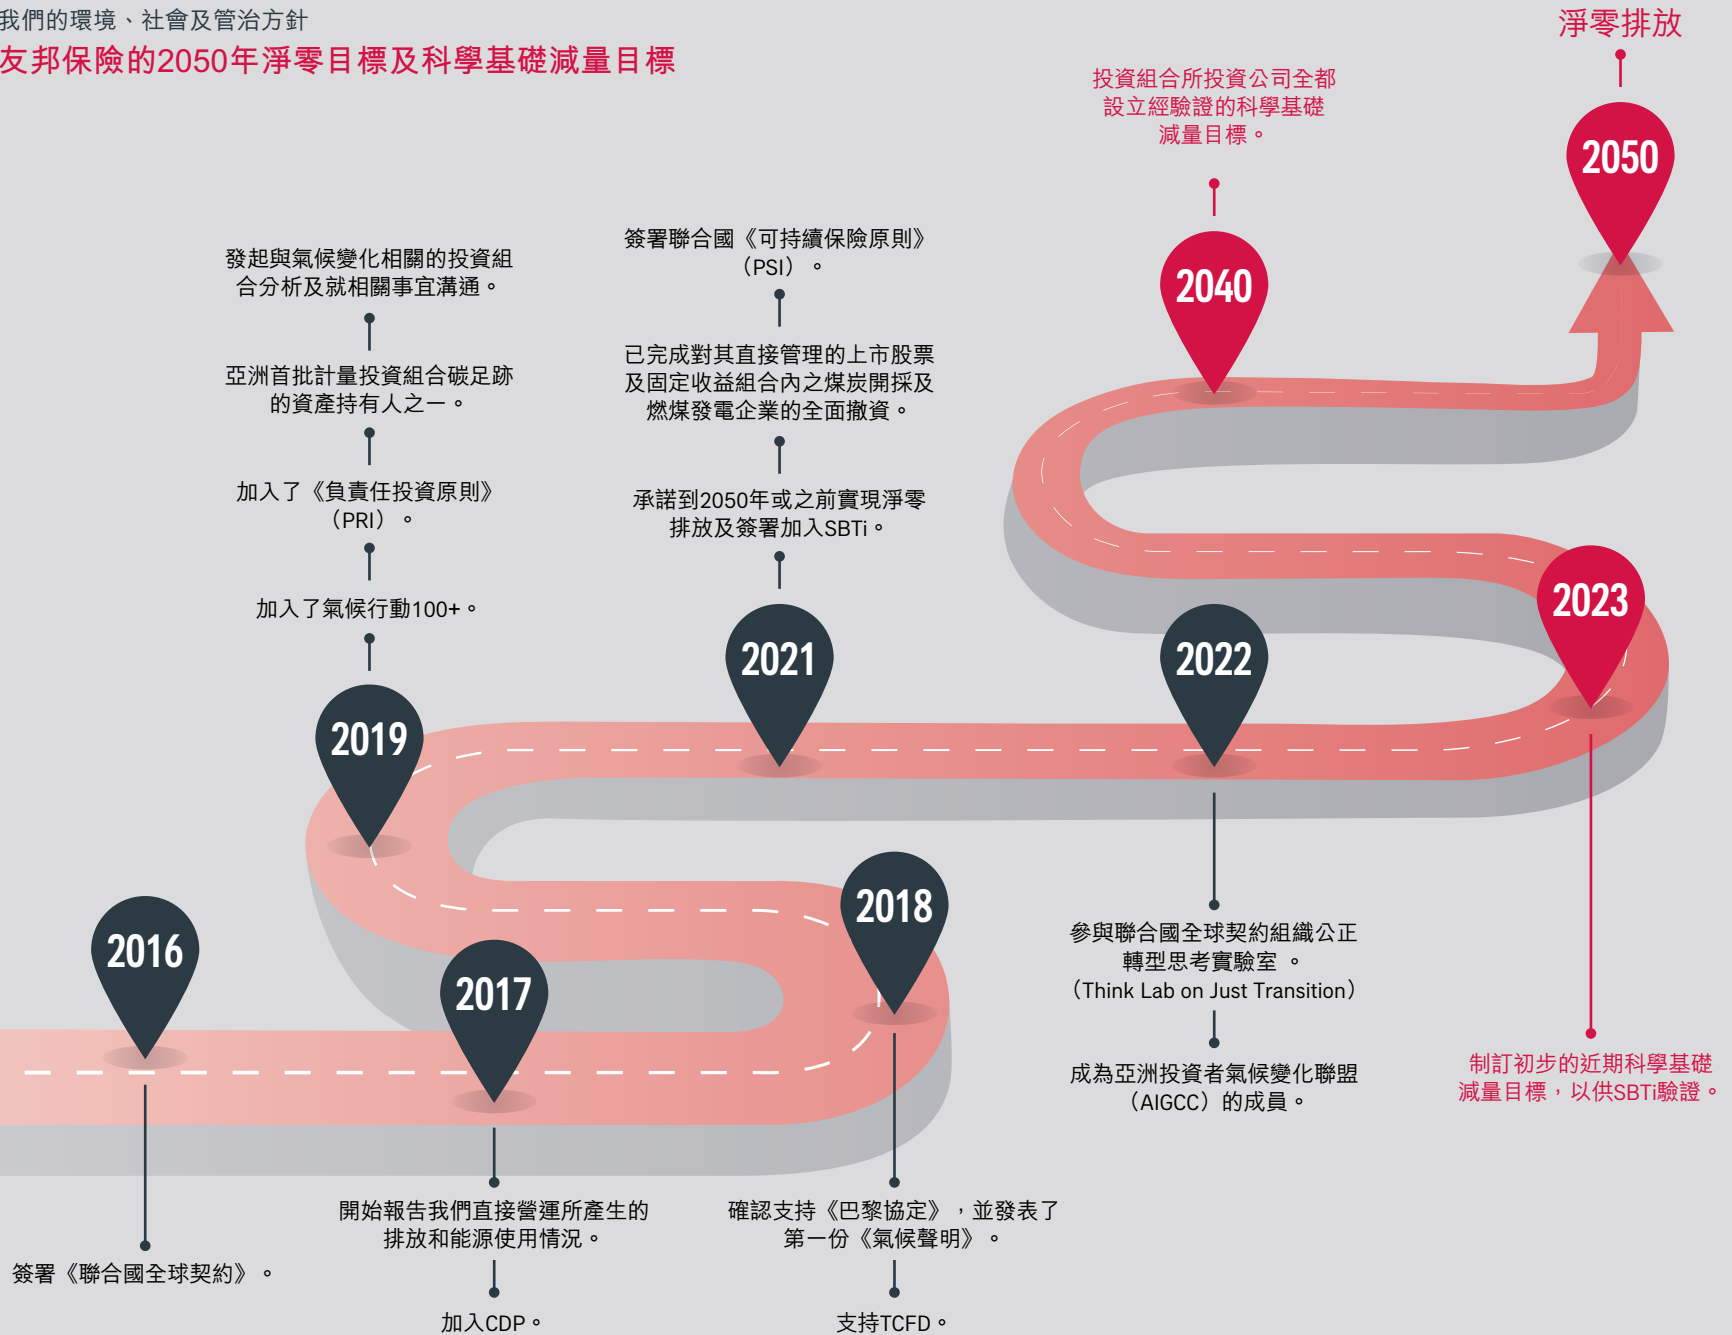 我們的環境、社會及管治方針
友邦保險的2050年淨零目標及科學基礎減量目標
淨零排放
2050
投資組合所投資公司全都
設立經驗證的科學基礎
減量目標。
2040
發起與氣候變化相關的投資組
合分析及就相關事宜溝通。
亞洲首批計量投資組合碳足跡
的資產持有人之一。
加入了《負責任投資原則》
（PRI）。
加入了氣候行動100+。
2019
簽署聯合國《可持續保險原則》
（PSI）。
已完成對其直接管理的上市股票
及固定收益組合內之煤炭開採及
燃煤發電企業的全面撤資。
承諾到2050年或之前實現淨零
排放及簽署加入SBTi。
2021
2022
參與聯合國全球契約組織公正
轉型思考實驗室 。
（Think Lab on Just Transition）
成為亞洲投資者氣候變化聯盟
（AIGCC）的成員。
2023
制訂初步的近期科學基礎
減量目標，以供SBTi驗證。
2016
簽署《聯合國全球契約》。
2017
開始報告我們直接營運所產生的
排放和能源使用情況。
加入CDP。
2018
確認支持《巴黎協定》，並發表了
第一份《氣候聲明》。
支持TCFD。